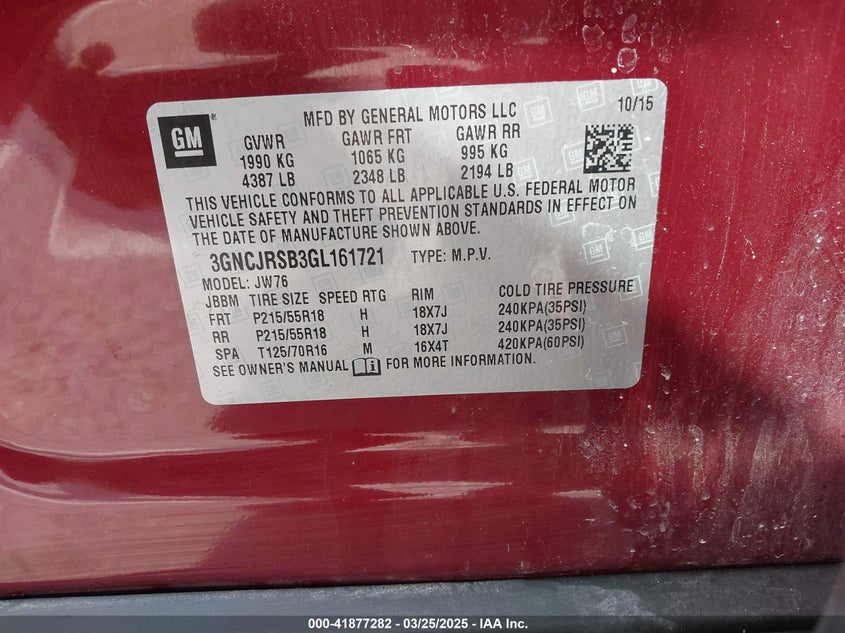 GM
MFD BY GENERAL MOTORS LLC 10/15
GVWR GAWR FRT GAWR RR
1990 KG 1065 KG 995 KG
4387 LB 2348 LB 2194 LB
THIS VEHICLE CONFORMS TO ALL APPLICABLE U.S. FEDERAL MOTOR
VEHICLE SAFETY AND THEFT PREVENTION STANDARDS IN EFFECT ON
THE DATE OF MANUFACTURE SHOWN ABOVE.
3GNCJRSB3GL161721 TYPE: M.P.V.
MODEL: JW76
JBBM TIRE SIZE SPEED RTG RIM COLD TIRE PRESSURE
FRT P215/55R18 H 18X7J 240KPA(35PSI)
RR P215/55R18 H 18X7J 240KPA(35PSI)
SPA T125/70R16 M 16X4T 420KPA(60PSI)
SEE OWNER'S MANUAL FOR MORE INFORMATION.
000-41877282 / 03/25/2025 - IAA Inc.